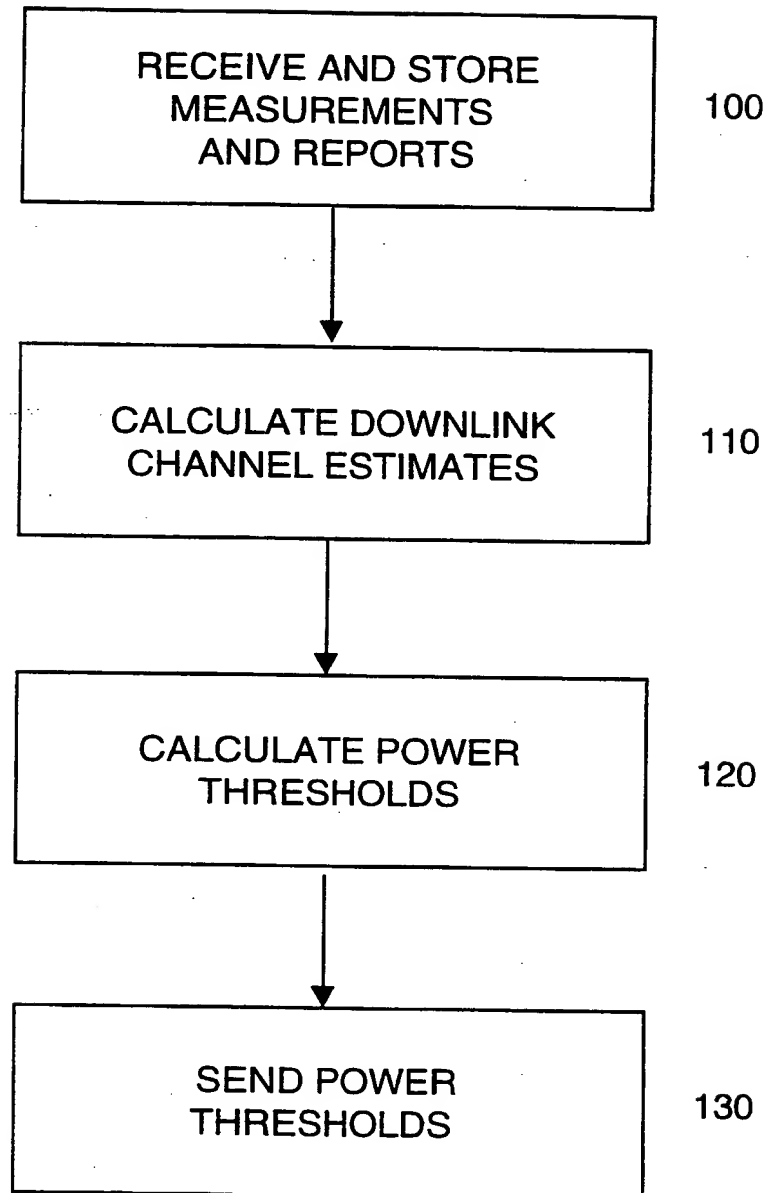 RECEIVE AND STORE
MEASUREMENTS
AND REPORTS
100
CALCULATE DOWNLINK
CHANNEL ESTIMATES
110
CALCULATE POWER
THRESHOLDS
120
SEND POWER
THRESHOLDS
130